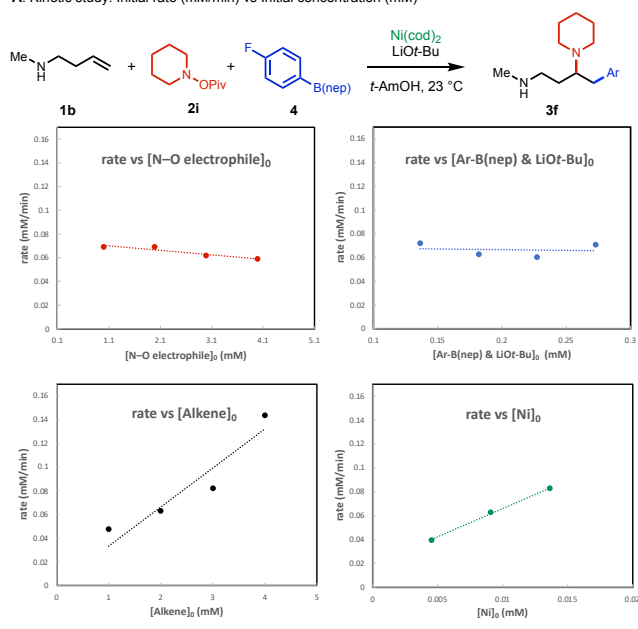 A. Kinetic study: Initial rate (mM/min) vs initial concentration (mM)
Me
N
H
1b
+
N
OPiv
2i
+
F
B(nep)
4
Ni(cod)2
LiOt-Bu
t-AmOH, 23 °C
Me
N
H
N
Ar
3f
rate vs [N–O electrophile]0
rate (mM/min)
0.16
0.14
0.12
0.1
0.08
0.06
0.04
0.02
0
0.1 1.1 2.1 3.1 4.1 5.1
[N–O electrophile]0 (mM)
rate vs [Ar-B(nep) & LiOt-Bu]0
rate (mM/min)
0.16
0.14
0.12
0.1
0.08
0.06
0.04
0.02
0
0.1 0.15 0.2 0.25 0.3
[Ar-B(nep) & LiOt-Bu]0 (mM)
rate vs [Alkene]0
rate (mM/min)
0.16
0.14
0.12
0.1
0.08
0.06
0.04
0.02
0
0 1 2 3 4 5
[Alkene]0 (mM)
rate vs [Ni]0
rate (mM/min)
0.16
0.14
0.12
0.1
0.08
0.06
0.04
0.02
0
0 0.005 0.01 0.015 0.02
[Ni]0 (mM)